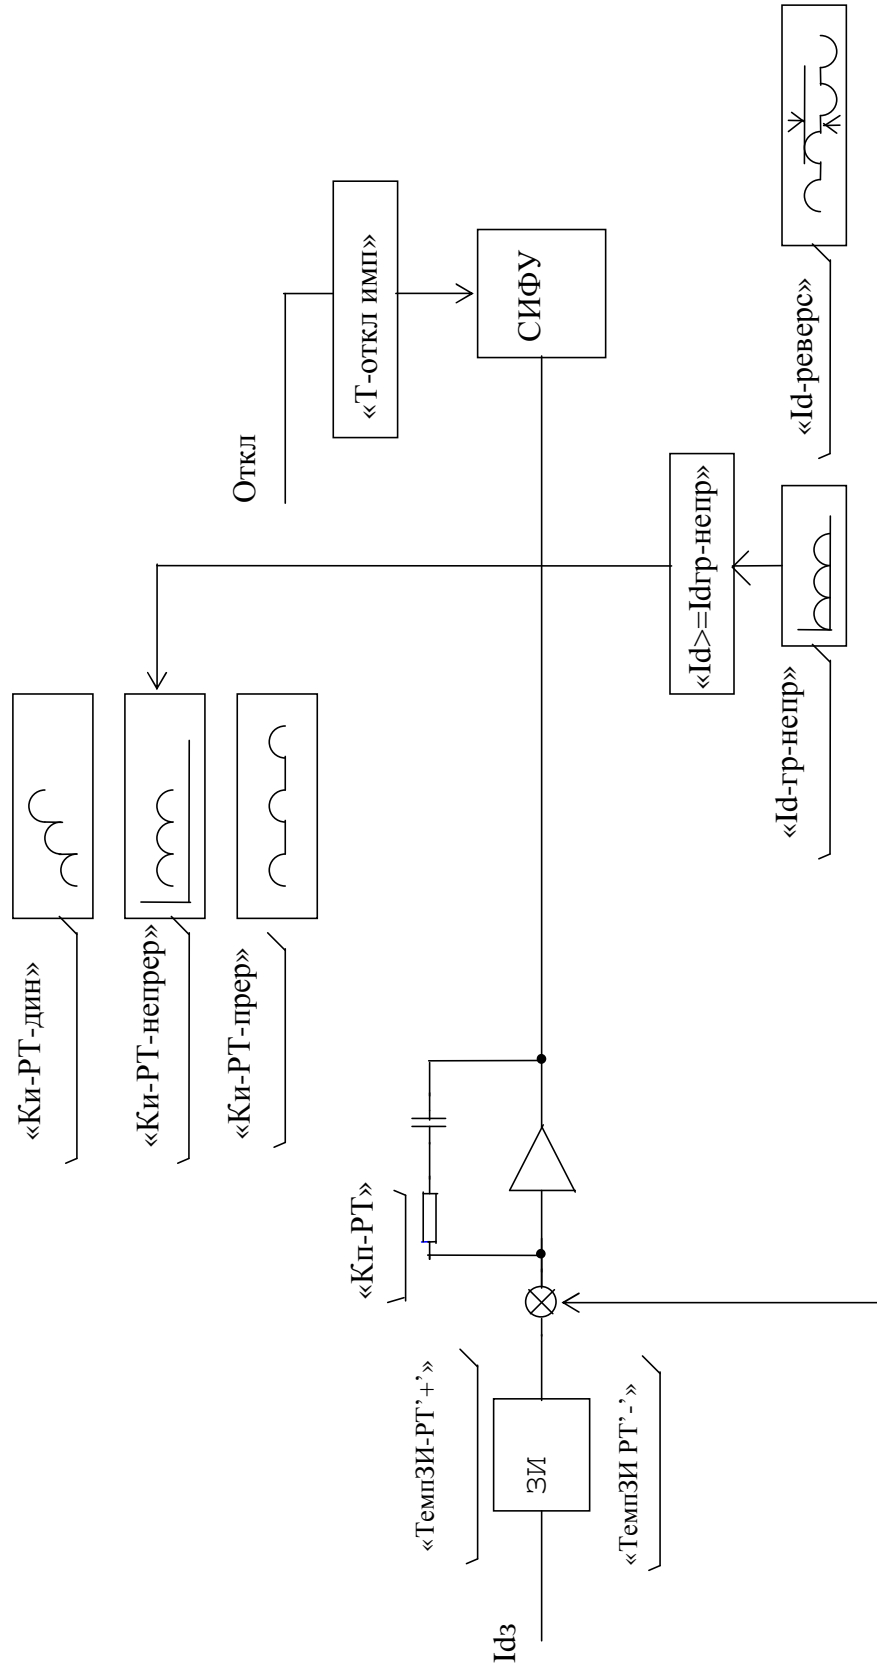 «Ки-РТ-дин»
«Ки-РТ-непрер»
«Ки-РТ-прер»
Откл
«Т-откл имп»
СИФУ
«Кп-РТ»
«ТемпЗИ-РТ’+’»
ЗИ
«ТемпЗИ РТ’-’»
Idз
«Id>=Idгр-непр»
«Id-гр-непр»
«Id-реверс»